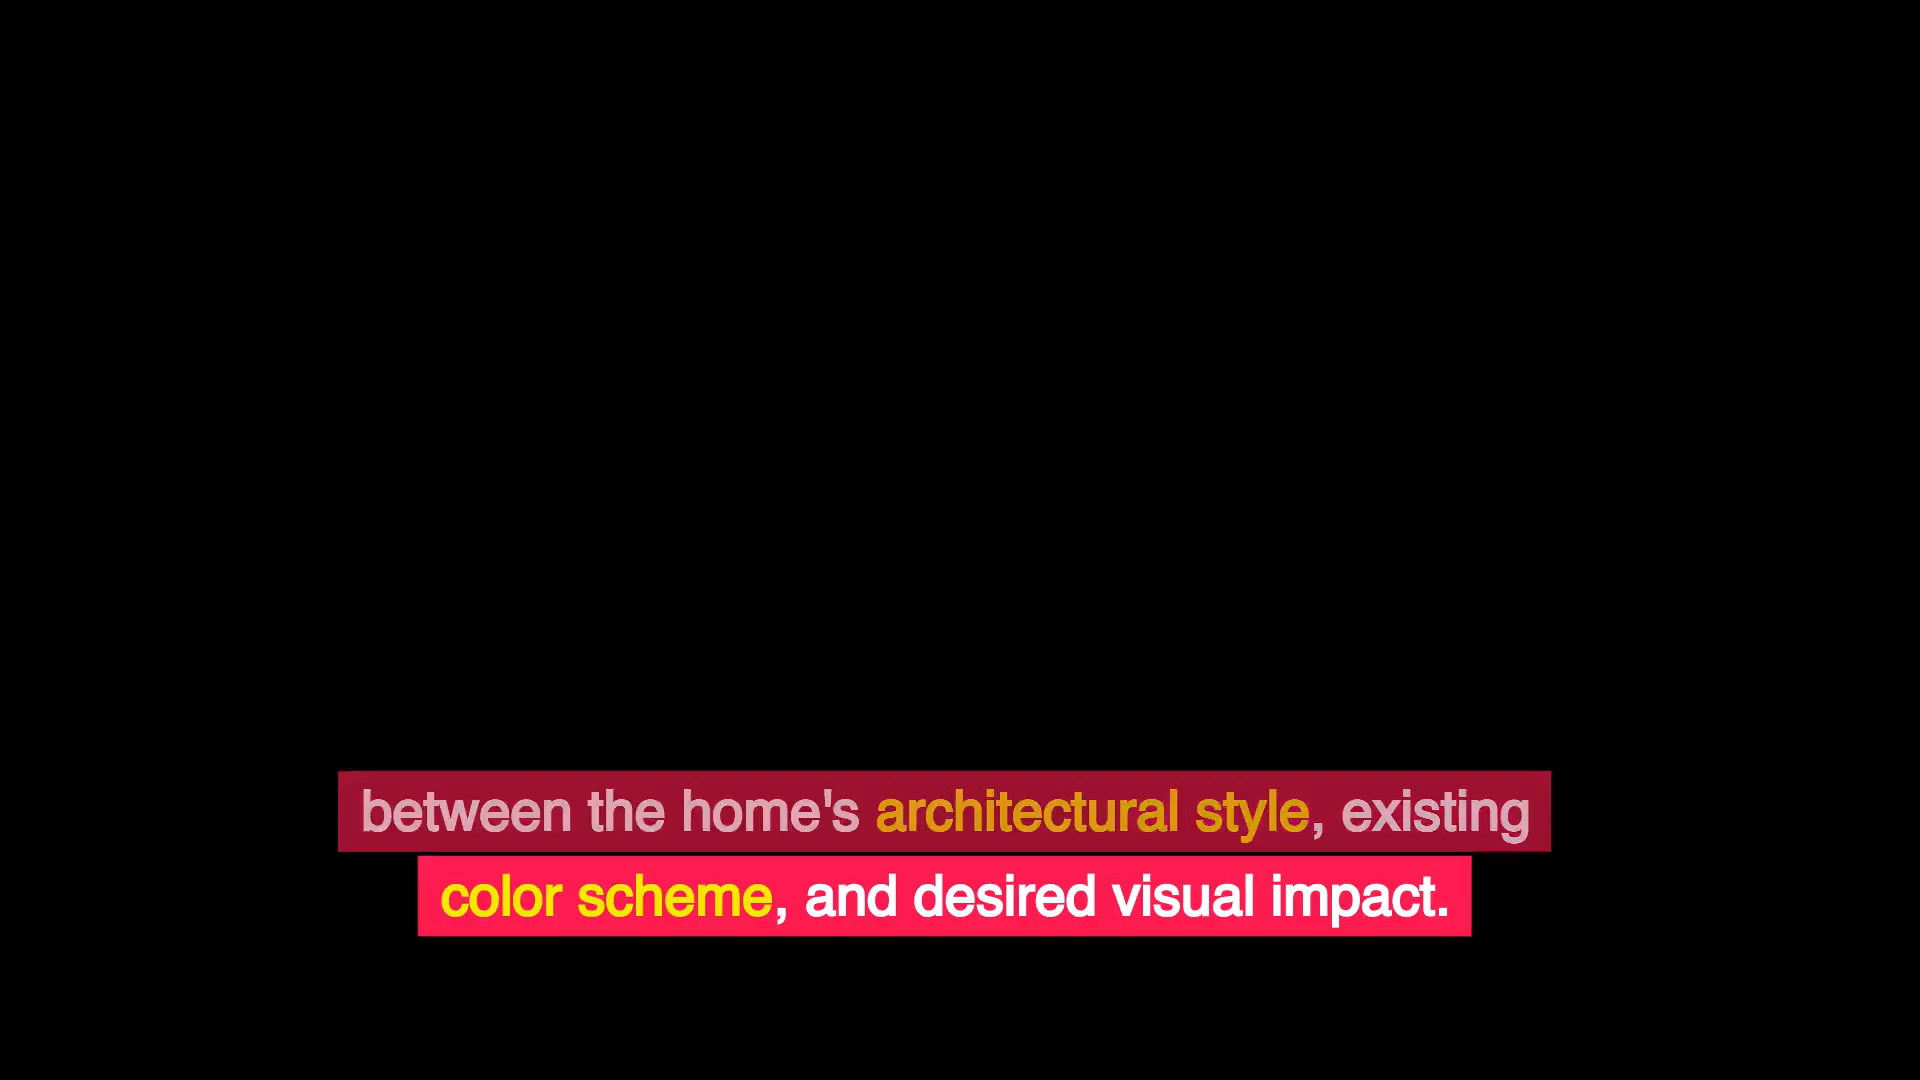 between the home's architectural style, existing
color scheme, and desired visual impact.